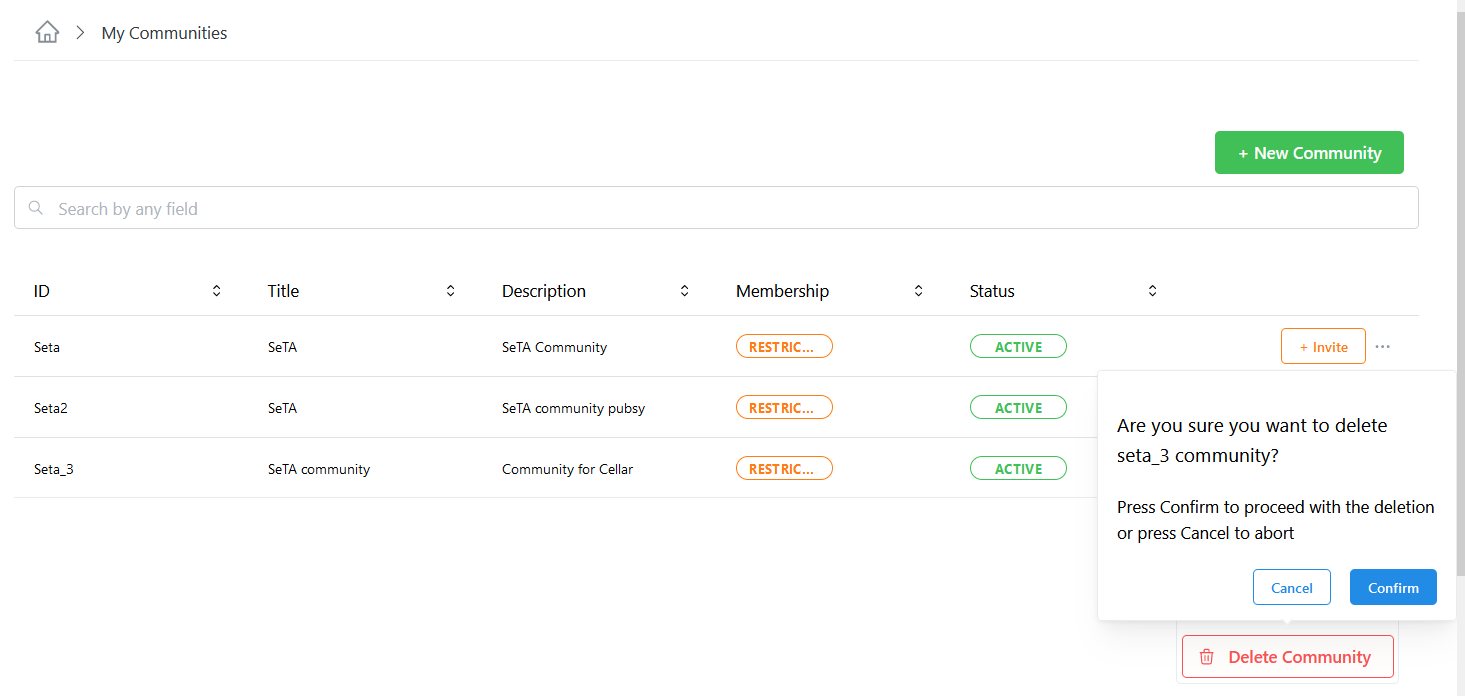 My Communities
+ New Community
Search by any field
ID Title Description Membership Status
Seta SeTA SeTA Community RESTRIC... ACTIVE + Invite ...
Seta2 SeTA SeTA community pubsy RESTRIC... ACTIVE
Seta_3 SeTA community Community for Cellar RESTRIC... ACTIVE
Are you sure you want to delete
seta_3 community?
Press Confirm to proceed with the deletion
or press Cancel to abort
Cancel Confirm
Delete Community